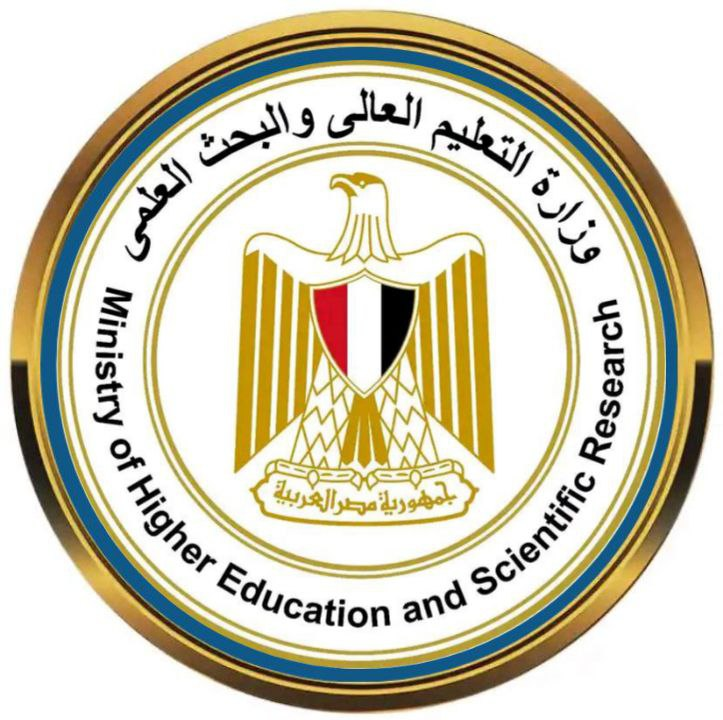 وزارة التعليم العالى والبحث العلمى
جمهورية مصر العربية
Ministry of Higher Education and Scientific Research